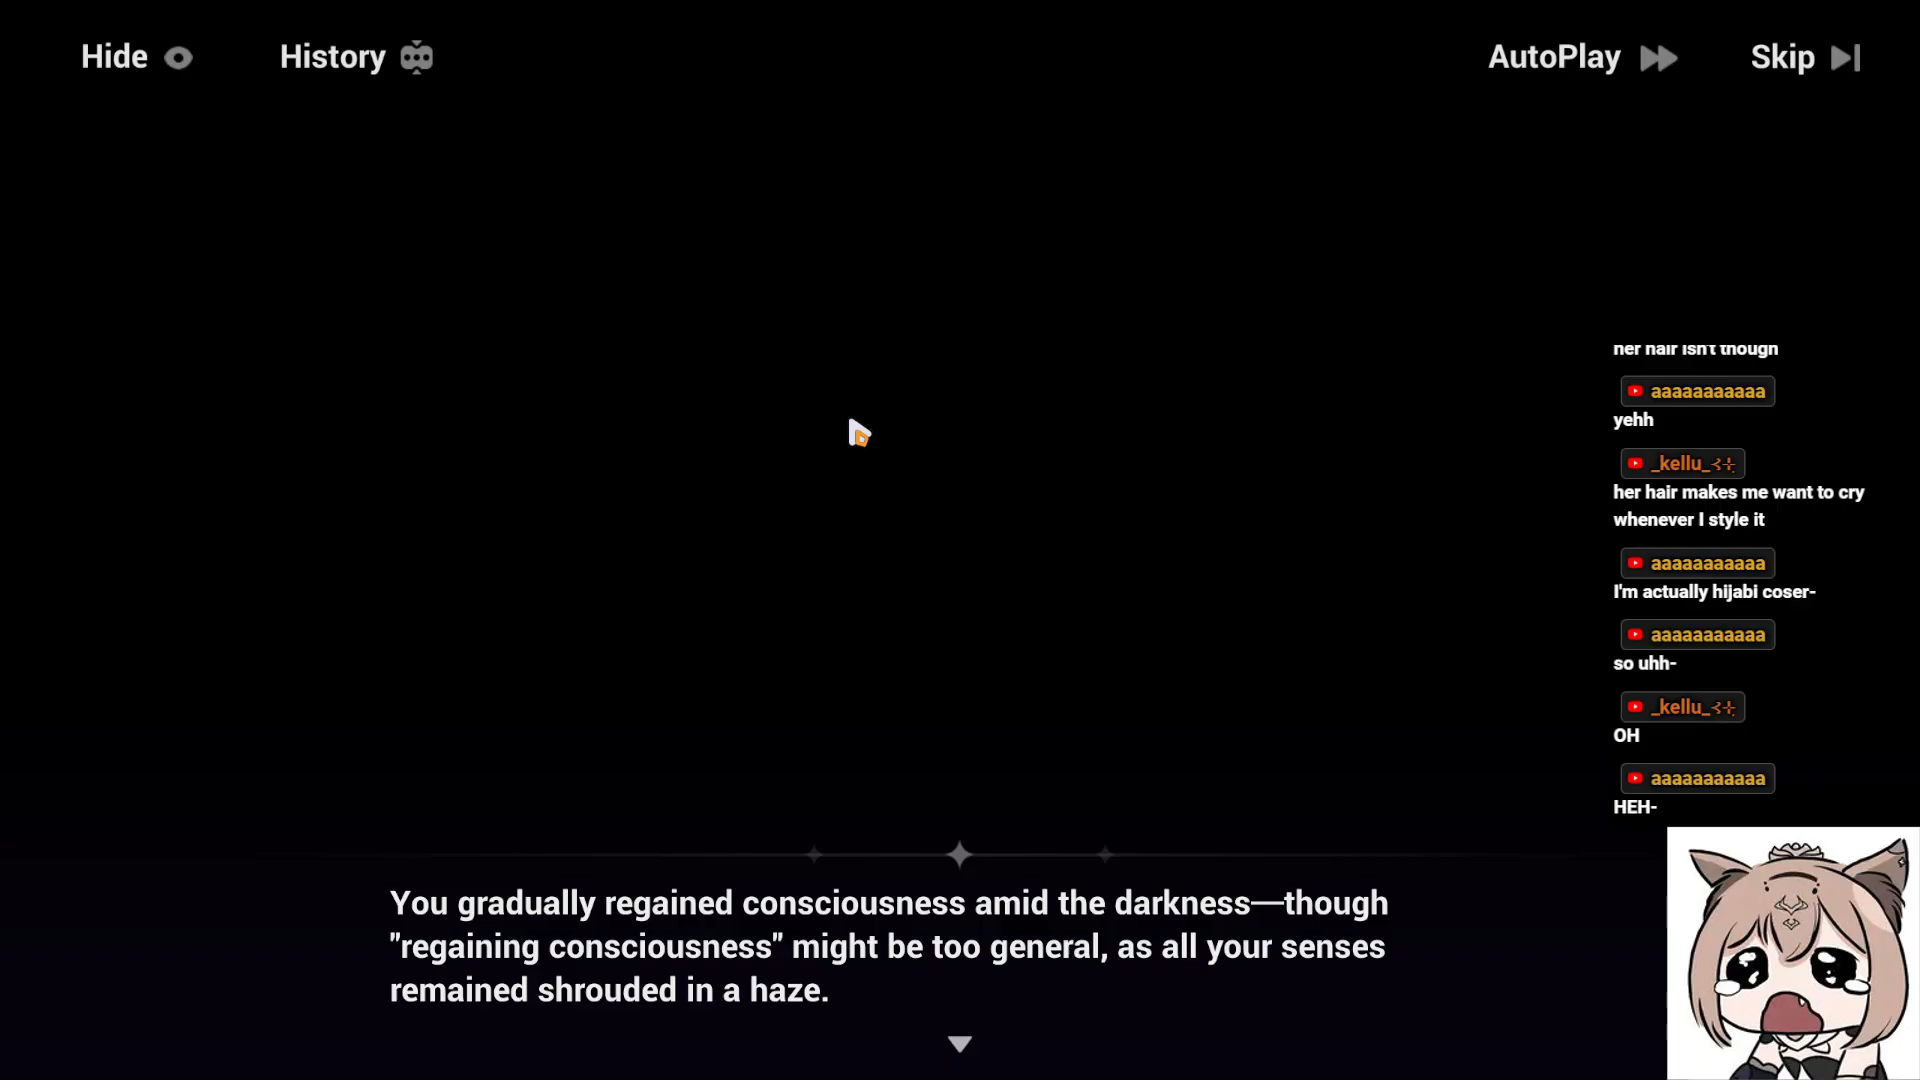 Hide
History
AutoPlay
Skip
her hair isn't though
aaaaaaaaaaa
yehh
_kellu_
her hair makes me want to cry
whenever I style it
aaaaaaaaaaa
I'm actually hijabi coser-
aaaaaaaaaaa
so uhh-
_kellu_
OH
aaaaaaaaaaa
HEH-
You gradually regained consciousness amid the darkness—though
"regaining consciousness" might be too general, as all your senses
remained shrouded in a haze.